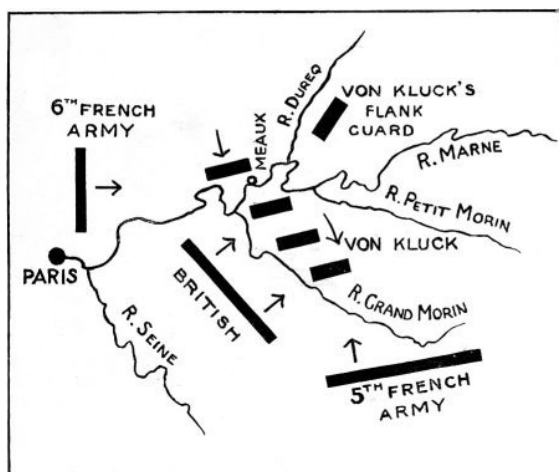 6TH FRENCH
ARMY
MEAUX
R. DUREQ
VON KLUCK'S
FLANK
GUARD
R. MARNE
R. PETIT MORIN
VON KLUCK
PARIS
BRITISH
R. GRAND MORIN
R. SEINE
5TH FRENCH
ARMY